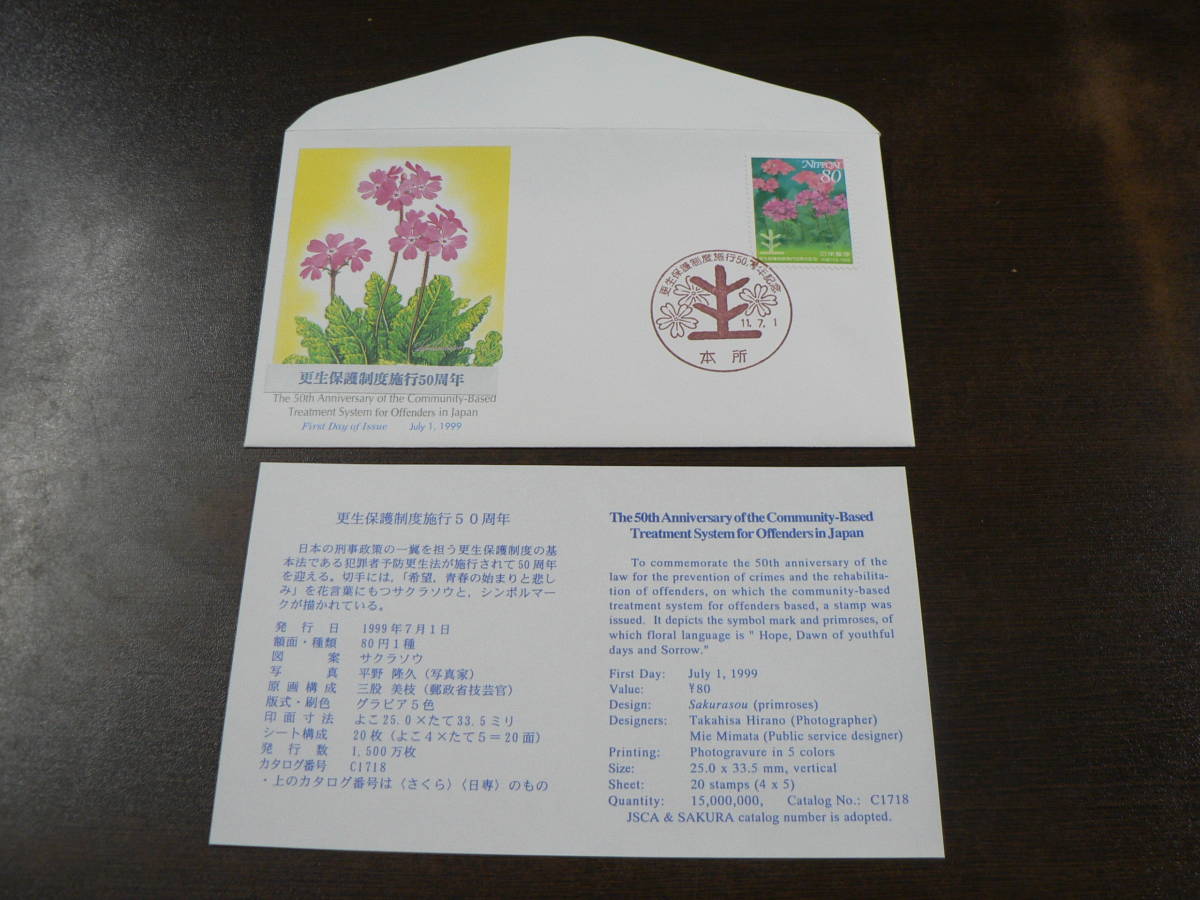 更生保護制度施行50周年
The 50th Anniversary of the Community-Based
Treatment System for Offenders in Japan
First Day of Issue July 1, 1999
NIPPON
80
日本郵便
更生保護制度施行50周年記念
11.7.1
本所
更生保護制度施行50周年
日本の刑事政策の一翼を担う更生保護制度の基
本法である犯罪者予防更生法が施行されて50周年
を迎える。切手には,「希望, 青春の始まりと悲し
み」を花言葉にもつサクラソウと, シンボルマー
クが描かれている。
発行日 1999年7月1日
額面・種類 80円1種
図案 サクラソウ
写真 平野 隆久(写真家)
原画構成 三股 美枝(郵政省技芸官)
版式・刷色 グラビア5色
印面寸法 よこ25.0×たて33.5ミリ
シート構成 20枚(よこ4×たて5=20面)
発行数 1,500万枚
カタログ番号 C1718
・上のカタログ番号は〈さくら〉〈日専〉のもの
The 50th Anniversary of the Community-Based
Treatment System for Offenders in Japan
To commemorate the 50th anniversary of the
law for the prevention of crimes and the rehabilita-
tion of offenders, on which the community-based
treatment system for offenders based, a stamp was
issued. It depicts the symbol mark and primroses, of
which floral language is " Hope, Dawn of youthful
days and Sorrow."
First Day: July 1, 1999
Value: ¥80
Design: Sakurasou (primroses)
Designers: Takahisa Hirano (Photographer)
Mie Mimata (Public service designer)
Printing: Photogravure in 5 colors
Size: 25.0 x 33.5 mm, vertical
Sheet: 20 stamps (4 x 5)
Quantity: 15,000,000, Catalog No.: C1718
JSCA & SAKURA catalog number is adopted.